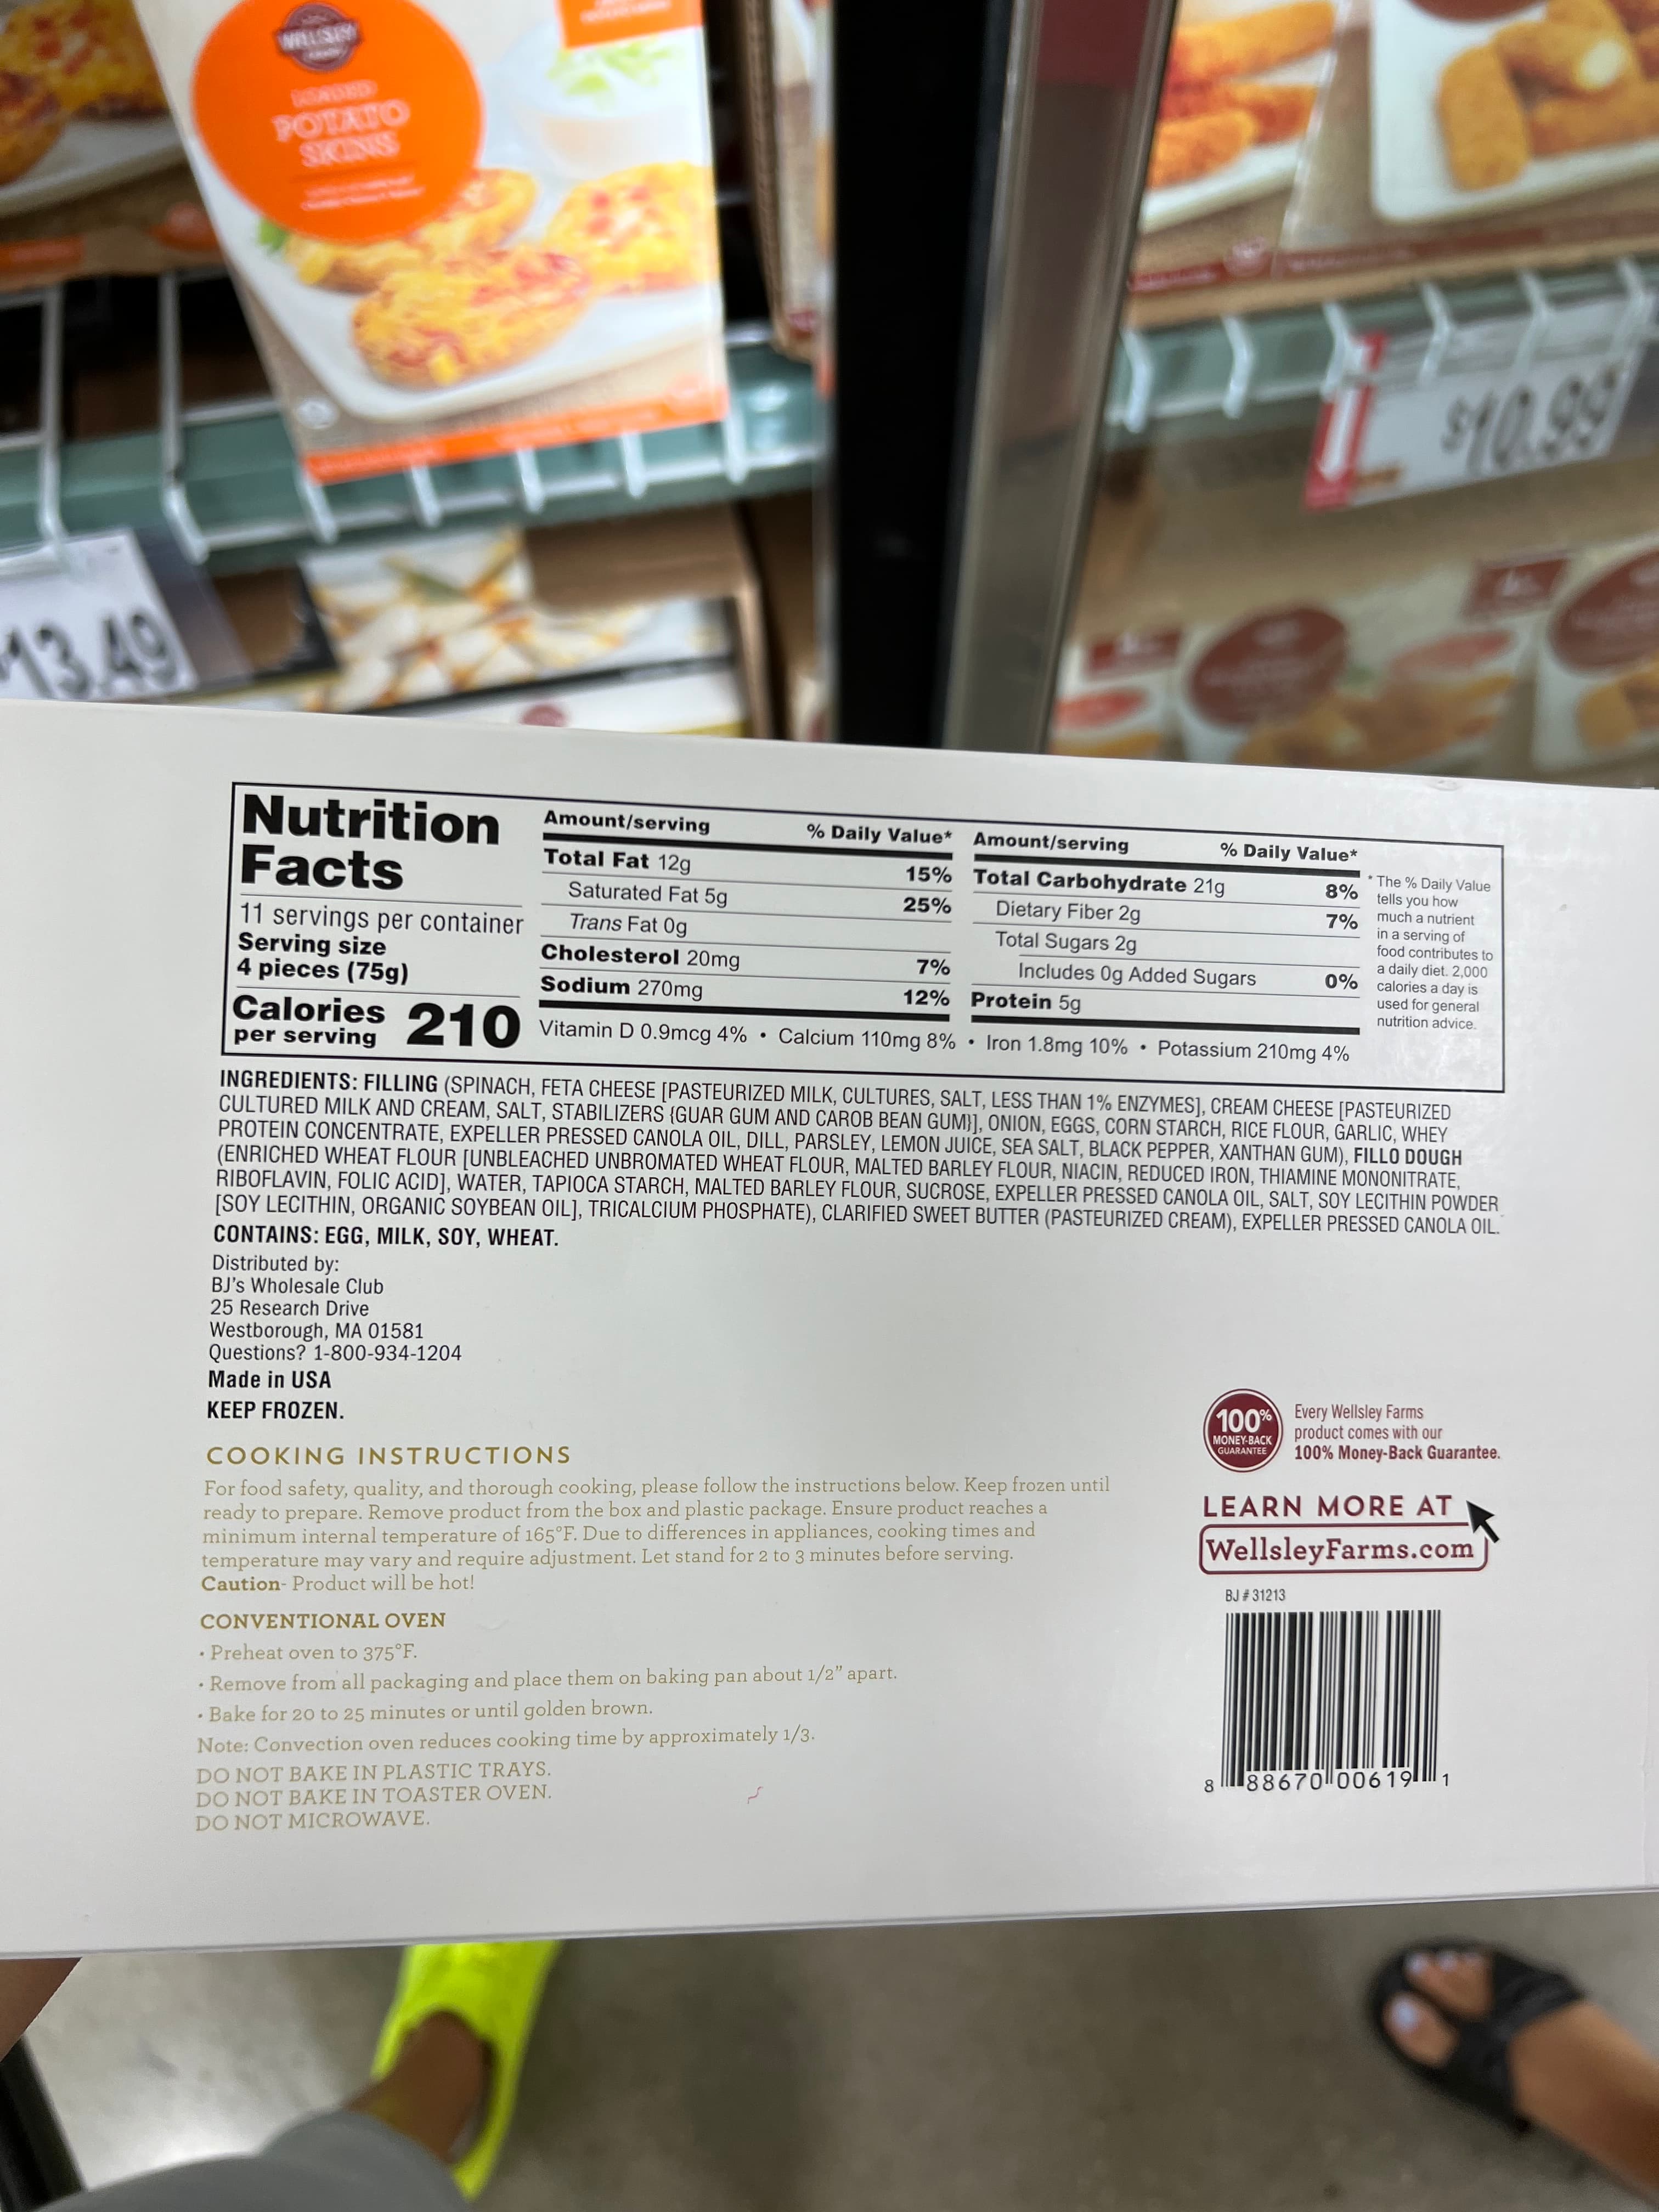 WELLSLEY
LOADED
POTATO
SKINS
$10.99
13.49
Nutrition
Facts
11 servings per container
Serving size
4 pieces (75g)
Calories
per serving 210
Amount/serving % Daily Value*
Total Fat 12g 15%
Saturated Fat 5g 25%
Trans Fat 0g
Cholesterol 20mg 7%
Sodium 270mg 12%
Amount/serving % Daily Value*
Total Carbohydrate 21g 8%
Dietary Fiber 2g 7%
Total Sugars 2g
Includes 0g Added Sugars 0%
Protein 5g
Vitamin D 0.9mcg 4% • Calcium 110mg 8% • Iron 1.8mg 10% • Potassium 210mg 4%
* The % Daily Value
tells you how
much a nutrient
in a serving of
food contributes to
a daily diet. 2,000
calories a day is
used for general
nutrition advice.
INGREDIENTS: FILLING (SPINACH, FETA CHEESE [PASTEURIZED MILK, CULTURES, SALT, LESS THAN 1% ENZYMES], CREAM CHEESE [PASTEURIZED
CULTURED MILK AND CREAM, SALT, STABILIZERS {GUAR GUM AND CAROB BEAN GUM}], ONION, EGGS, CORN STARCH, RICE FLOUR, GARLIC, WHEY
PROTEIN CONCENTRATE, EXPELLER PRESSED CANOLA OIL, DILL, PARSLEY, LEMON JUICE, SEA SALT, BLACK PEPPER, XANTHAN GUM), FILLO DOUGH
(ENRICHED WHEAT FLOUR [UNBLEACHED UNBROMATED WHEAT FLOUR, MALTED BARLEY FLOUR, NIACIN, REDUCED IRON, THIAMINE MONONITRATE,
RIBOFLAVIN, FOLIC ACID], WATER, TAPIOCA STARCH, MALTED BARLEY FLOUR, SUCROSE, EXPELLER PRESSED CANOLA OIL, SALT, SOY LECITHIN POWDER
[SOY LECITHIN, ORGANIC SOYBEAN OIL], TRICALCIUM PHOSPHATE), CLARIFIED SWEET BUTTER (PASTEURIZED CREAM), EXPELLER PRESSED CANOLA OIL.
CONTAINS: EGG, MILK, SOY, WHEAT.
Distributed by:
BJ's Wholesale Club
25 Research Drive
Westborough, MA 01581
Questions? 1-800-934-1204
Made in USA
KEEP FROZEN.
COOKING INSTRUCTIONS
For food safety, quality, and thorough cooking, please follow the instructions below. Keep frozen until
ready to prepare. Remove product from the box and plastic package. Ensure product reaches a
minimum internal temperature of 165°F. Due to differences in appliances, cooking times and
temperature may vary and require adjustment. Let stand for 2 to 3 minutes before serving.
Caution- Product will be hot!
CONVENTIONAL OVEN
• Preheat oven to 375°F.
• Remove from all packaging and place them on baking pan about 1/2" apart.
• Bake for 20 to 25 minutes or until golden brown.
Note: Convection oven reduces cooking time by approximately 1/3.
DO NOT BAKE IN PLASTIC TRAYS.
DO NOT BAKE IN TOASTER OVEN.
DO NOT MICROWAVE.
100%
MONEY-BACK
GUARANTEE
Every Wellsley Farms
product comes with our
100% Money-Back Guarantee.
LEARN MORE AT
WellsleyFarms.com
BJ # 31213
8 88670 00619 1